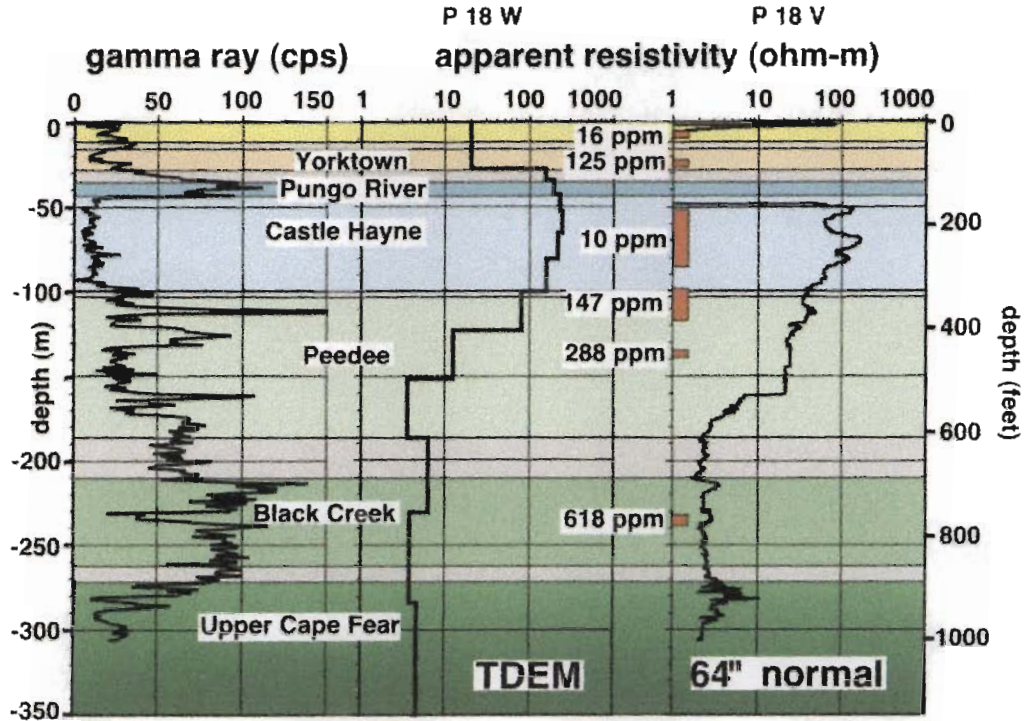 P 18 W P 18 V
gamma ray (cps) apparent resistivity (ohm-m)
0 50 100 150 1 10 100 1000 1 10 100 1000
0 16 ppm 0
Yorktown 125 ppm
Pungo River
-50 200
Castle Hayne 10 ppm
-100 147 ppm
400
Peedee 288 ppm
-150
600
-200
Black Creek 618 ppm
800
-250
Upper Cape Fear
-300 1000
TDEM 64" normal
-350
depth (m)
depth (feet)